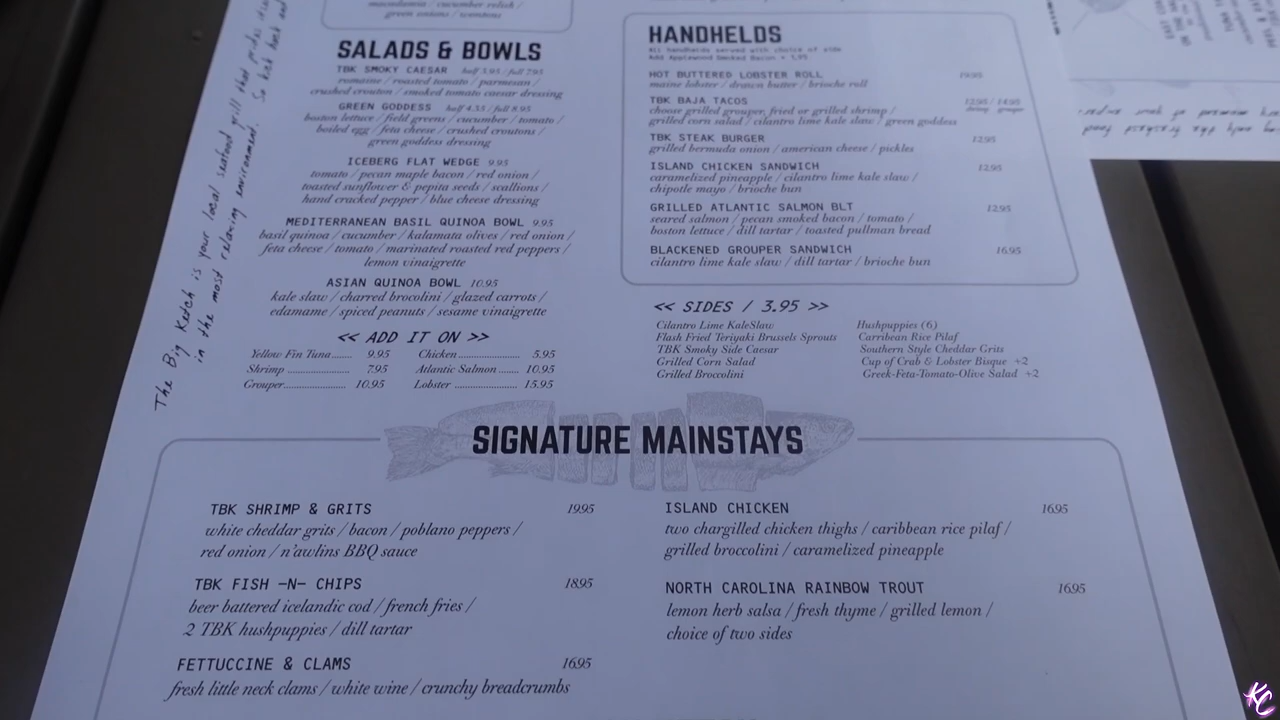 macadamia / cucumber relish /
green onions / wontons
SALADS & BOWLS
TBK SMOKY CAESAR half 5.95 / full 7.95
romaine / roasted tomato / parmesan /
crushed crouton / smoked tomato caesar dressing
GREEN GODDESS half 4.55 / full 8.95
boston lettuce / field greens / cucumber / tomato /
boiled egg / feta cheese / crushed croutons /
green goddess dressing
ICEBERG FLAT WEDGE 9.95
tomato / pecan maple bacon / red onion /
toasted sunflower & pepita seeds / scallions /
hand cracked pepper / blue cheese dressing
MEDITERRANEAN BASIL QUINOA BOWL 9.95
basil quinoa / cucumber / kalamata olives / red onion /
feta cheese / tomato / marinated roasted red peppers /
lemon vinaigrette
ASIAN QUINOA BOWL 10.95
kale slaw / charred brocolini / glazed carrots /
edamame / spiced peanuts / sesame vinaigrette
<< ADD IT ON >>
Yellow Fin Tuna....... 9.95 Chicken...................... 5.95
Shrimp ....................... 7.95 Atlantic Salmon ....... 10.95
Grouper....................... 10.95 Lobster ...................... 15.95
HANDHELDS
All handhelds served with choice of side
Add Applewood Smoked Bacon + 1.95
HOT BUTTERED LOBSTER ROLL 19.95
maine lobster / drawn butter / brioche roll
TBK BAJA TACOS 12.95 / 14.95
chose grilled grouper, fried or grilled shrimp / shrimp grouper
grilled corn salad / cilantro lime kale slaw / green goddess
TBK STEAK BURGER 12.95
grilled bermuda onion / american cheese / pickles
ISLAND CHICKEN SANDWICH 12.95
caramelized pineapple / cilantro lime kale slaw /
chipotle mayo / brioche bun
GRILLED ATLANTIC SALMON BLT 12.95
seared salmon / pecan smoked bacon / tomato /
boston lettuce / dill tartar / toasted pullman bread
BLACKENED GROUPER SANDWICH 16.95
cilantro lime kale slaw / dill tartar / brioche bun
<< SIDES / 3.95 >>
Cilantro Lime KaleSlaw Hushpuppies (6)
Flash Fried Teriyaki Brussels Sprouts Carribean Rice Pilaf
TBK Smoky Side Caesar Southern Style Cheddar Grits
Grilled Corn Salad Cup of Crab & Lobster Bisque +2
Grilled Broccolini Greek-Feta-Tomato-Olive Salad +2
The Big Ketch is your local seafood grill that prides itself
in the most relaxing environment. So kick back and
SIGNATURE MAINSTAYS
TBK SHRIMP & GRITS 19.95
white cheddar grits / bacon / poblano peppers /
red onion / n'awlins BBQ sauce
TBK FISH -N- CHIPS 18.95
beer battered icelandic cod / french fries /
2 TBK hushpuppies / dill tartar
FETTUCCINE & CLAMS 16.95
fresh little neck clams / white wine / crunchy breadcrumbs
ISLAND CHICKEN 16.95
two chargilled chicken thighs / caribbean rice pilaf /
grilled broccolini / caramelized pineapple
NORTH CAROLINA RAINBOW TROUT 16.95
lemon herb salsa / fresh thyme / grilled lemon /
choice of two sides
KC